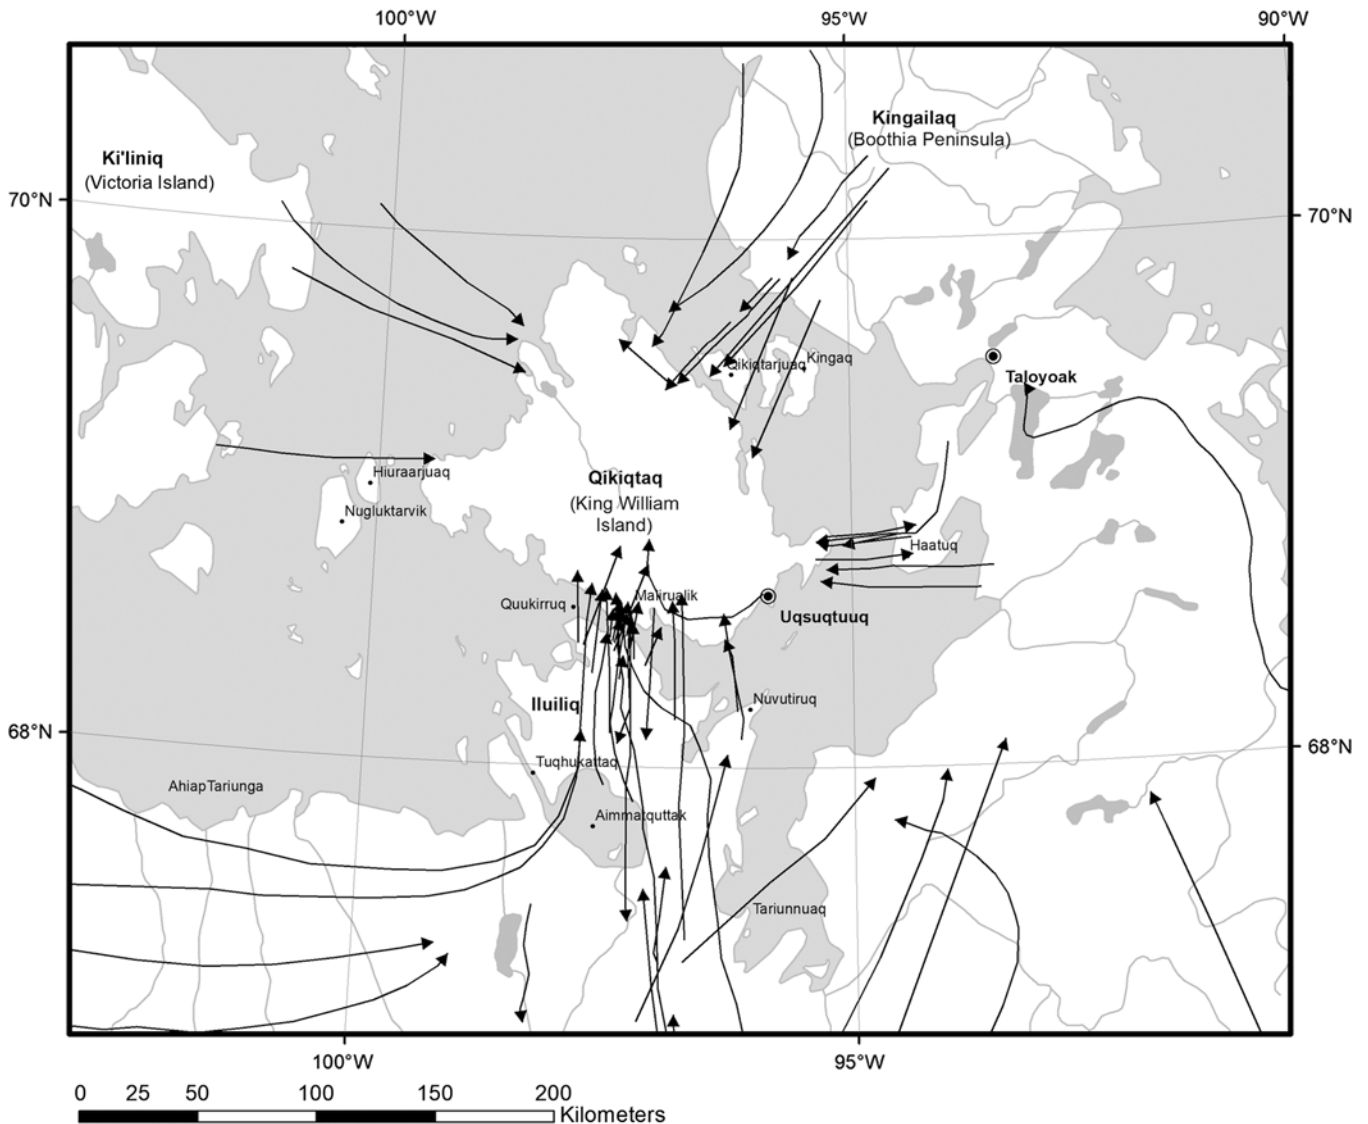 100°W
95°W
90°W
Kingailaq
(Boothia Peninsula)
Ki'liniq
(Victoria Island)
70°N
70°N
Qikiqtarjuaq
Kingaq
Taloyoak
Hiuraarjuaq
Nugluktarvik
Qikiqtaq
(King William
Island)
Haatuq
Quukirruq
Malirualik
Uqsuqtuuq
Iluiliq
Nuvutiruq
68°N
68°N
Tuqhukattaq
AhiapTariunga
Aimmatquttak
Tariunnuaq
100°W
95°W
0 25 50 100 150 200
Kilometers